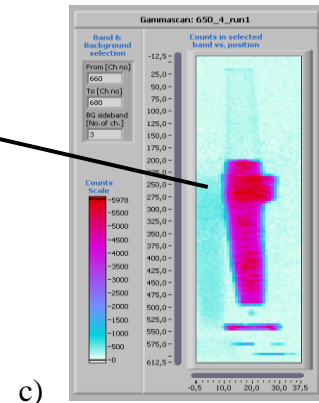 Gammascan: 650_4_run1
Band &
Background
selection
From [Ch no]
660
To [Ch no]
680
BG sideband
[No.of ch.]
3
Counts
Scale
5978
5500
5000
4500
4000
3500
3000
2500
2000
1500
1000
500
0
Counts in selected
band vs. position
-12,5
25,0
50,0
75,0
100,0
125,0
150,0
175,0
200,0
225,0
250,0
275,0
300,0
325,0
350,0
375,0
400,0
425,0
450,0
475,0
500,0
525,0
550,0
575,0
612,5
-0,5 10,0 20,0 30,0 37,5
c)